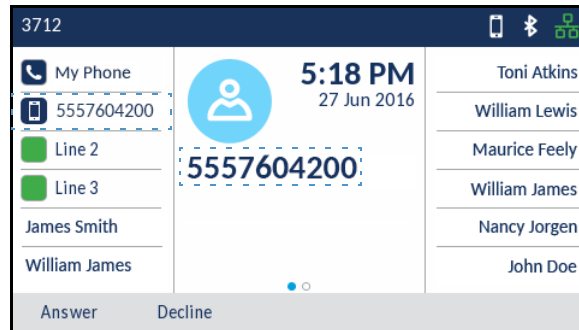 3712
My Phone
5557604200
Line 2
Line 3
James Smith
William James
5:18 PM
27 Jun 2016
5557604200
Toni Atkins
William Lewis
Maurice Feely
William James
Nancy Jorgen
John Doe
Answer Decline